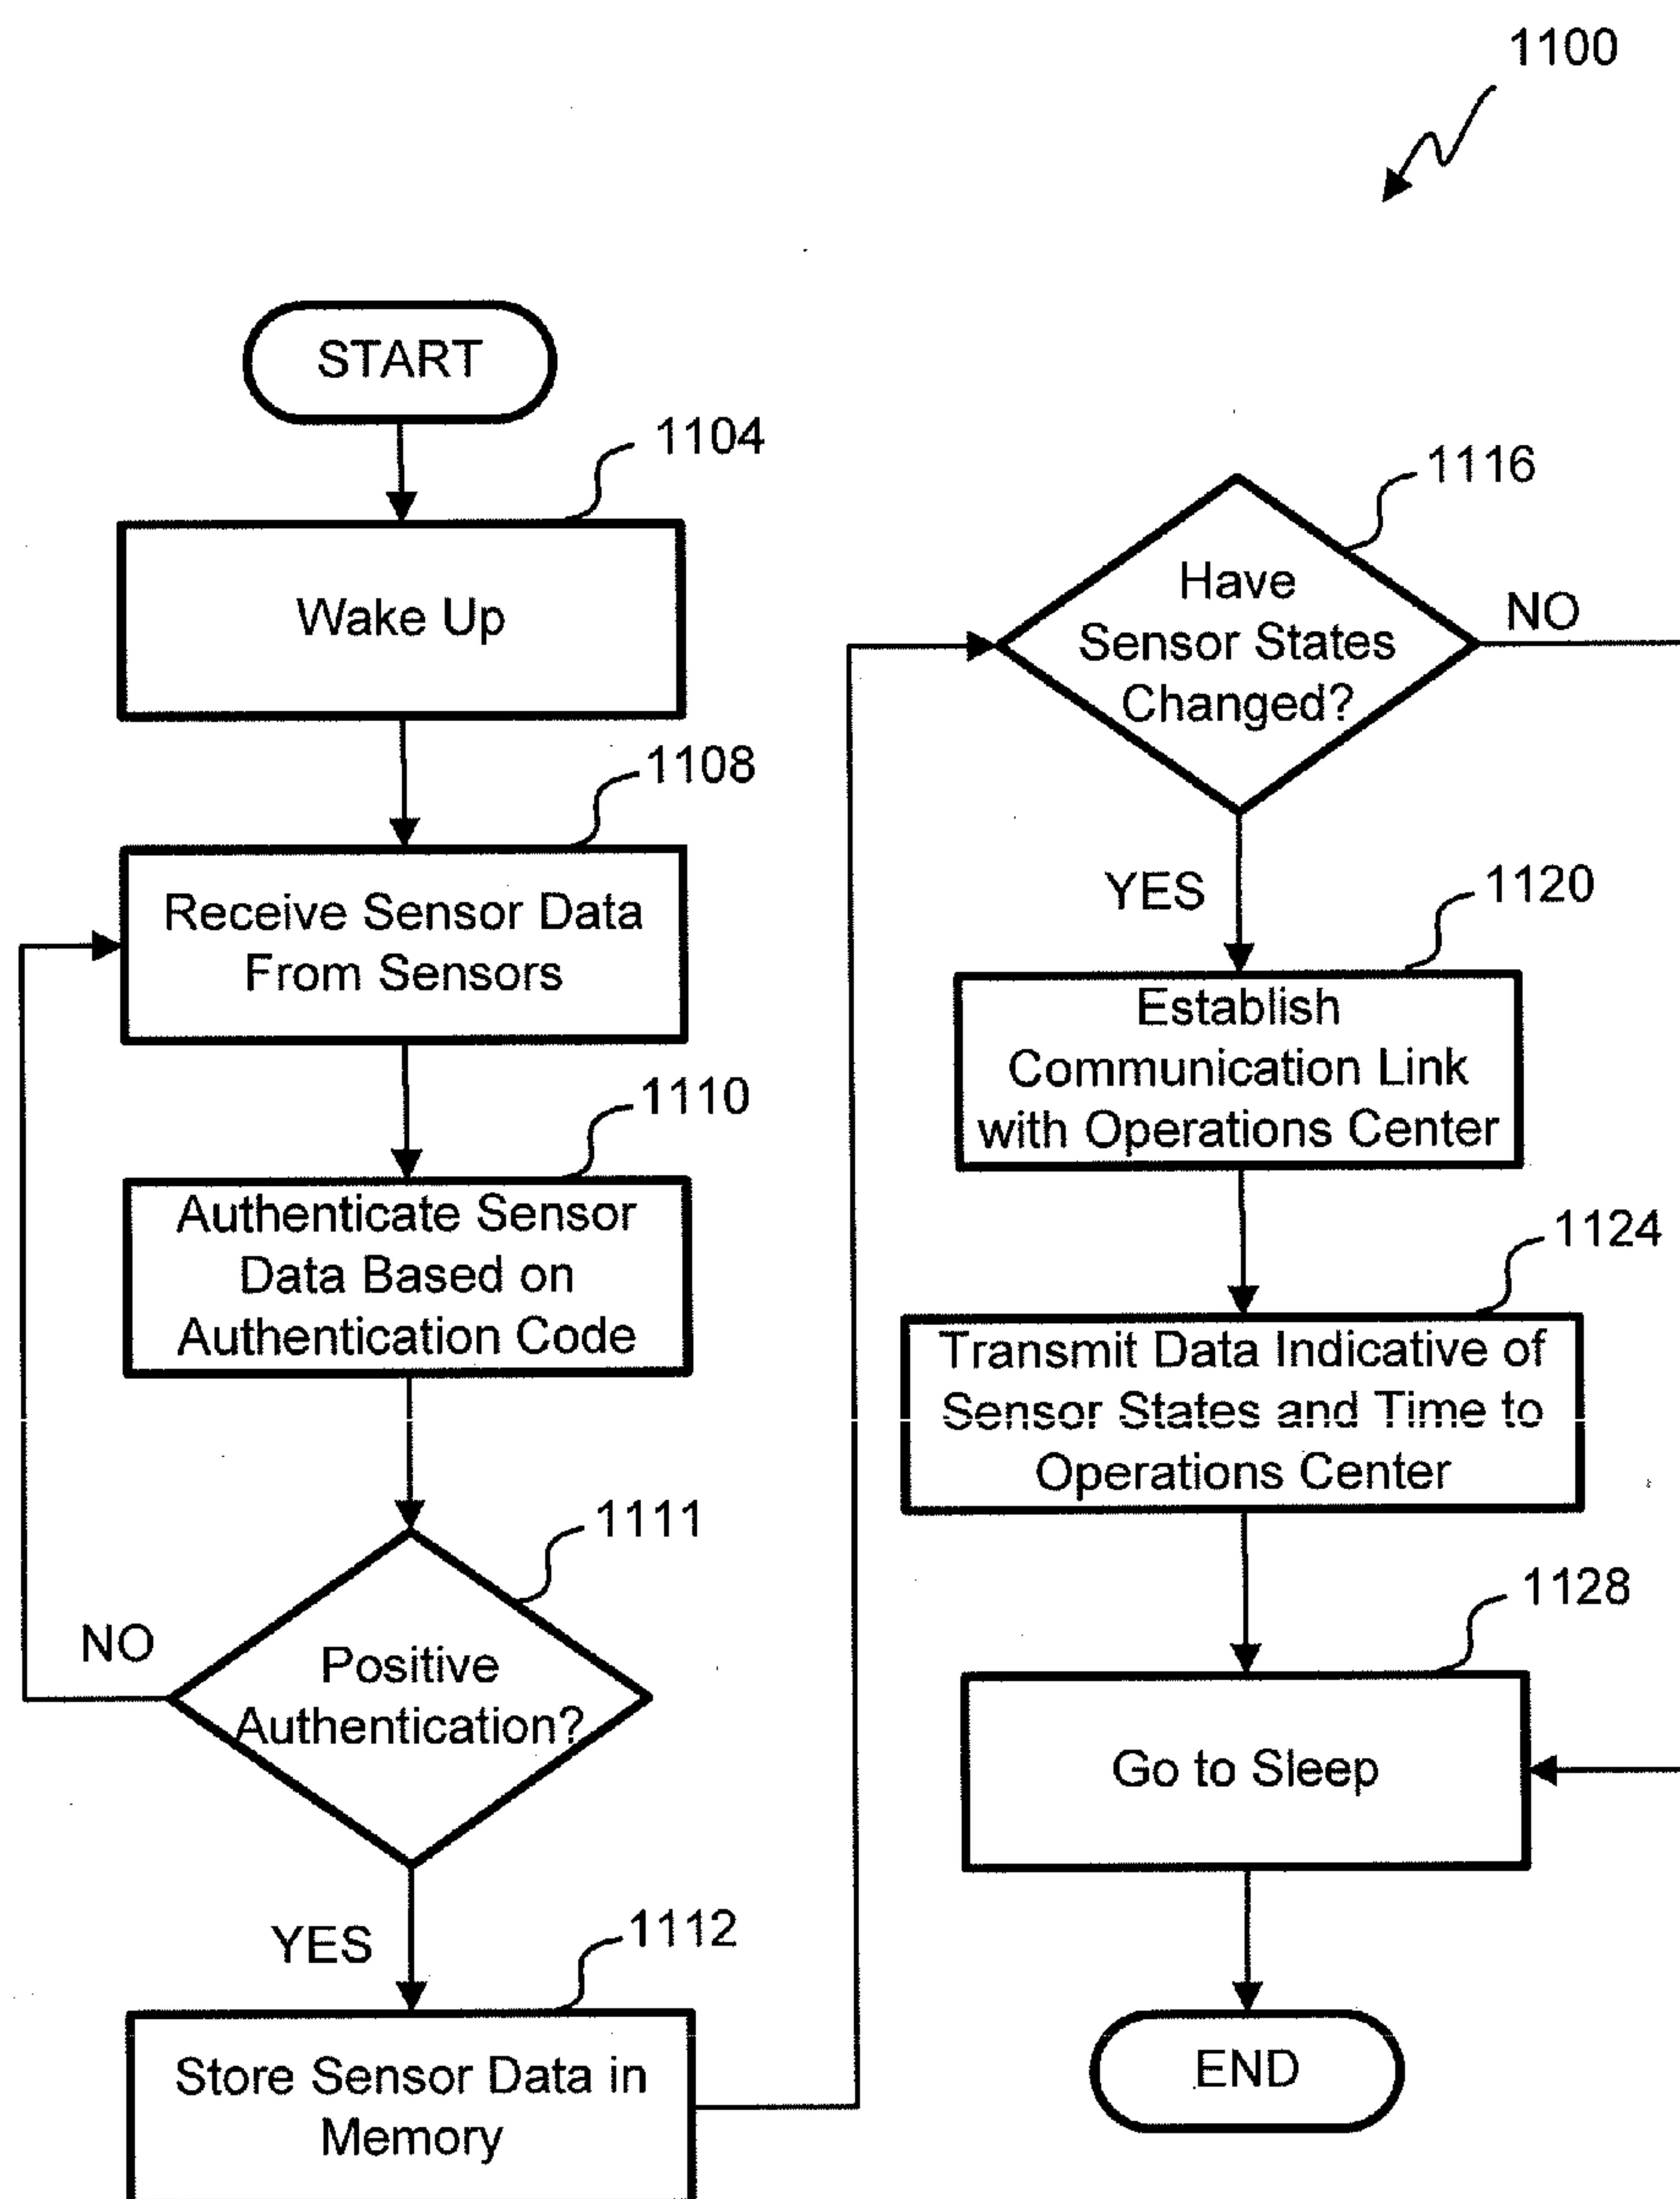 1100
START
1104
Wake Up
1108
Receive Sensor Data
From Sensors
1110
Authenticate Sensor
Data Based on
Authentication Code
1111
NO
Positive
Authentication?
YES
1112
Store Sensor Data in
Memory
1116
Have
Sensor States
Changed?
NO
YES
1120
Establish
Communication Link
with Operations Center
1124
Transmit Data Indicative of
Sensor States and Time to
Operations Center
1128
Go to Sleep
END